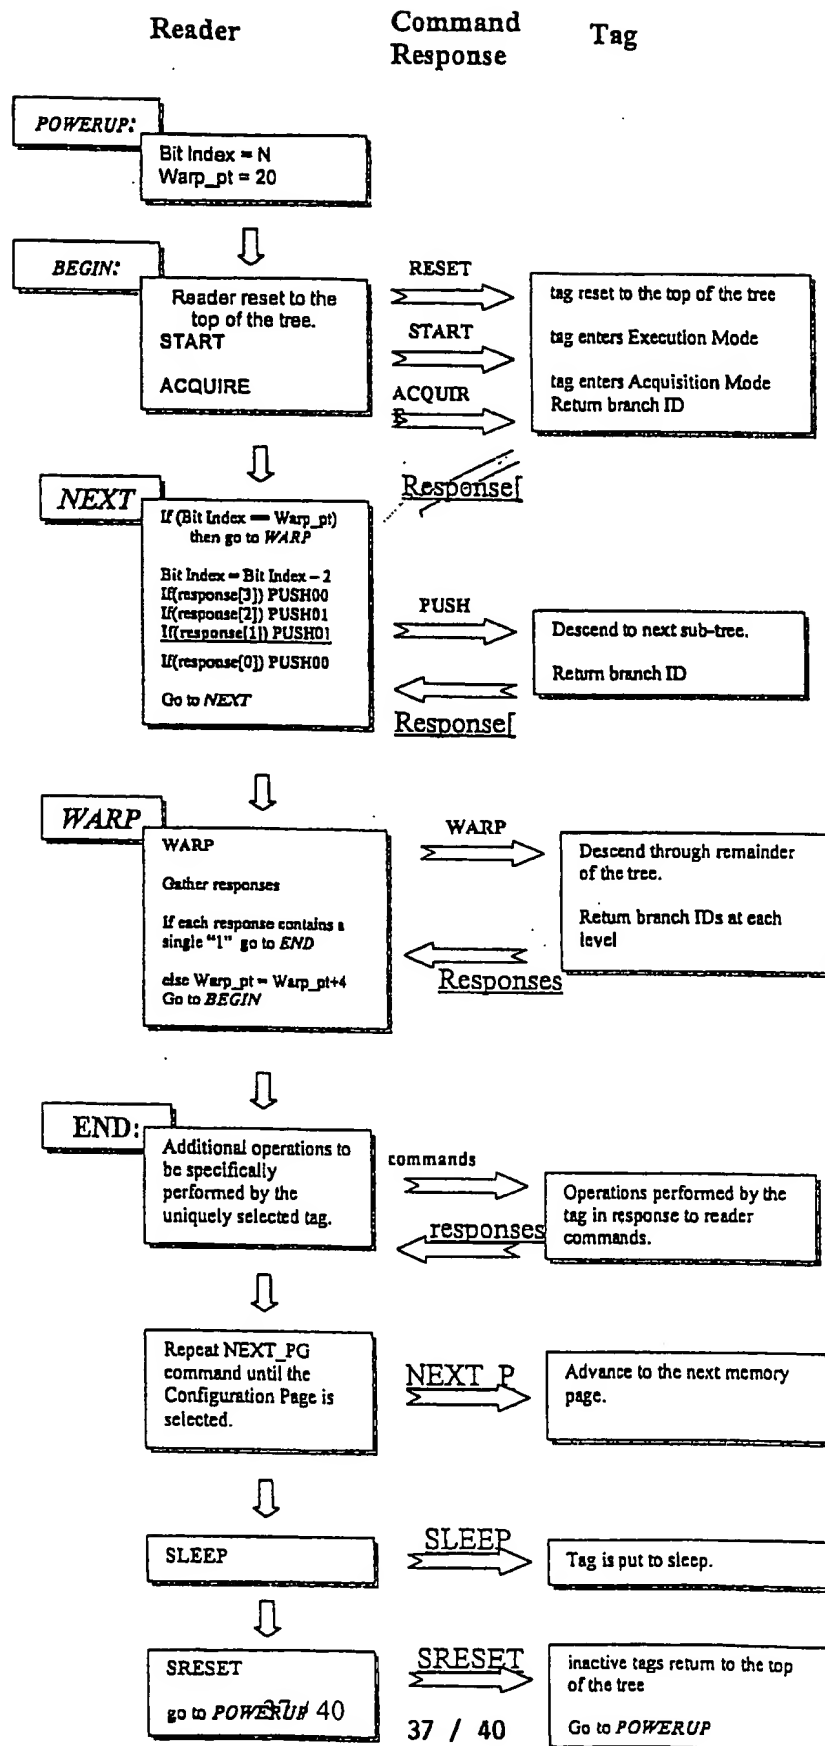 Reader
Command
Response
Tag
POWERUP:
Bit Index = N
Warp_pt = 20
BEGIN:
Reader reset to the
top of the tree.
START
ACQUIRE
RESET
START
ACQUIR
E
tag reset to the top of the tree
tag enters Execution Mode
tag enters Acquisition Mode
Return branch ID
Response[
NEXT
If (Bit Index == Warp_pt)
then go to WARP
Bit Index = Bit Index - 2
If(response[3]) PUSH00
If(response[2]) PUSH01
If(response[1]) PUSH01
If(response[0]) PUSH00
Go to NEXT
PUSH
Response[
Descend to next sub-tree.
Return branch ID
WARP
WARP
Gather responses
If each response contains a
single "1" go to END
else Warp_pt = Warp_pt+4
Go to BEGIN
WARP
Responses
Descend through remainder
of the tree.
Return branch IDs at each
level
END:
Additional operations to
be specifically
performed by the
uniquely selected tag.
commands
responses
Operations performed by the
tag in response to reader
commands.
Repeat NEXT_PG
command until the
Configuration Page is
selected.
NEXT_P
Advance to the next memory
page.
SLEEP
SLEEP
Tag is put to sleep.
SRESET
go to POWERUP
SRESET
inactive tags return to the top
of the tree
Go to POWERUP
37 / 40
37 / 40